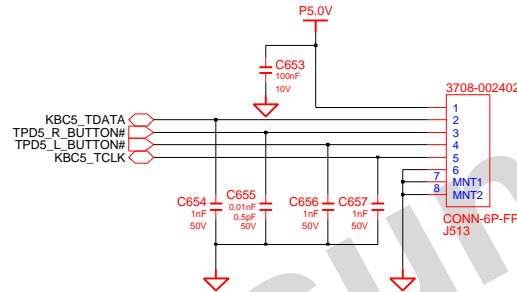 P5.0V
C653
100nF
10V
3708-002402
KBC5_TDATA
TPD5_R_BUTTON#
TPD5_L_BUTTON#
KBC5_TCLK
1
2
3
4
5
6
7 MNT1
8 MNT2
C654
1nF
50V
C655
0.01nF
0.5pF
50V
C656
1nF
50V
C657
1nF
50V
CONN-6P-FP
J513